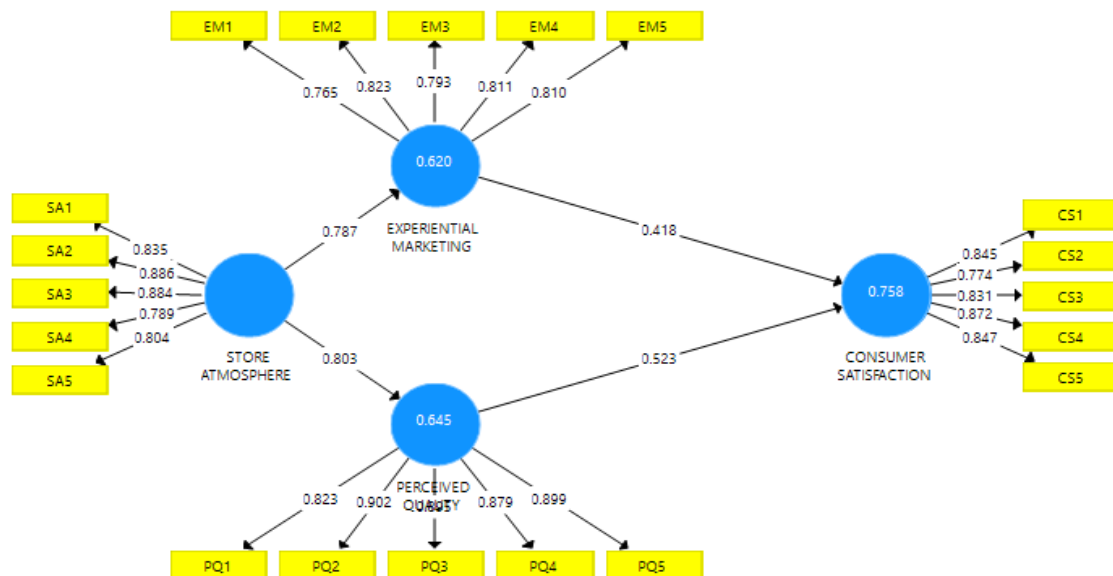 EM1 EM2 EM3 EM4 EM5
0.765 0.823 0.793 0.811 0.810
0.620
EXPERIENTIAL
MARKETING
SA1
SA2
SA3
SA4
SA5
0.835
0.886
0.884
0.789
0.804
STORE
ATMOSPHERE
0.787
0.803
0.418
0.523
0.758
CONSUMER
SATISFACTION
0.845
0.774
0.831
0.872
0.847
CS1
CS2
CS3
CS4
CS5
0.645
PERCEIVED
QUALITY
0.823 0.902 0.879 0.899
PQ1 PQ2 PQ3 PQ4 PQ5